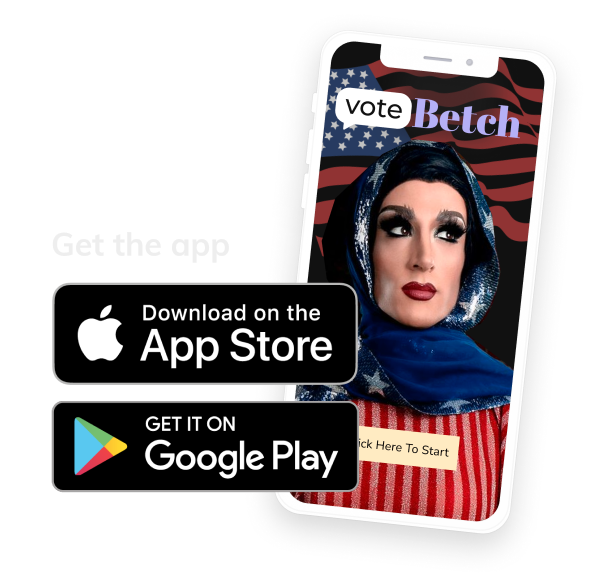 vote Betch
Get the app
Download on the
App Store
GET IT ON
Google Play
ick Here To Start